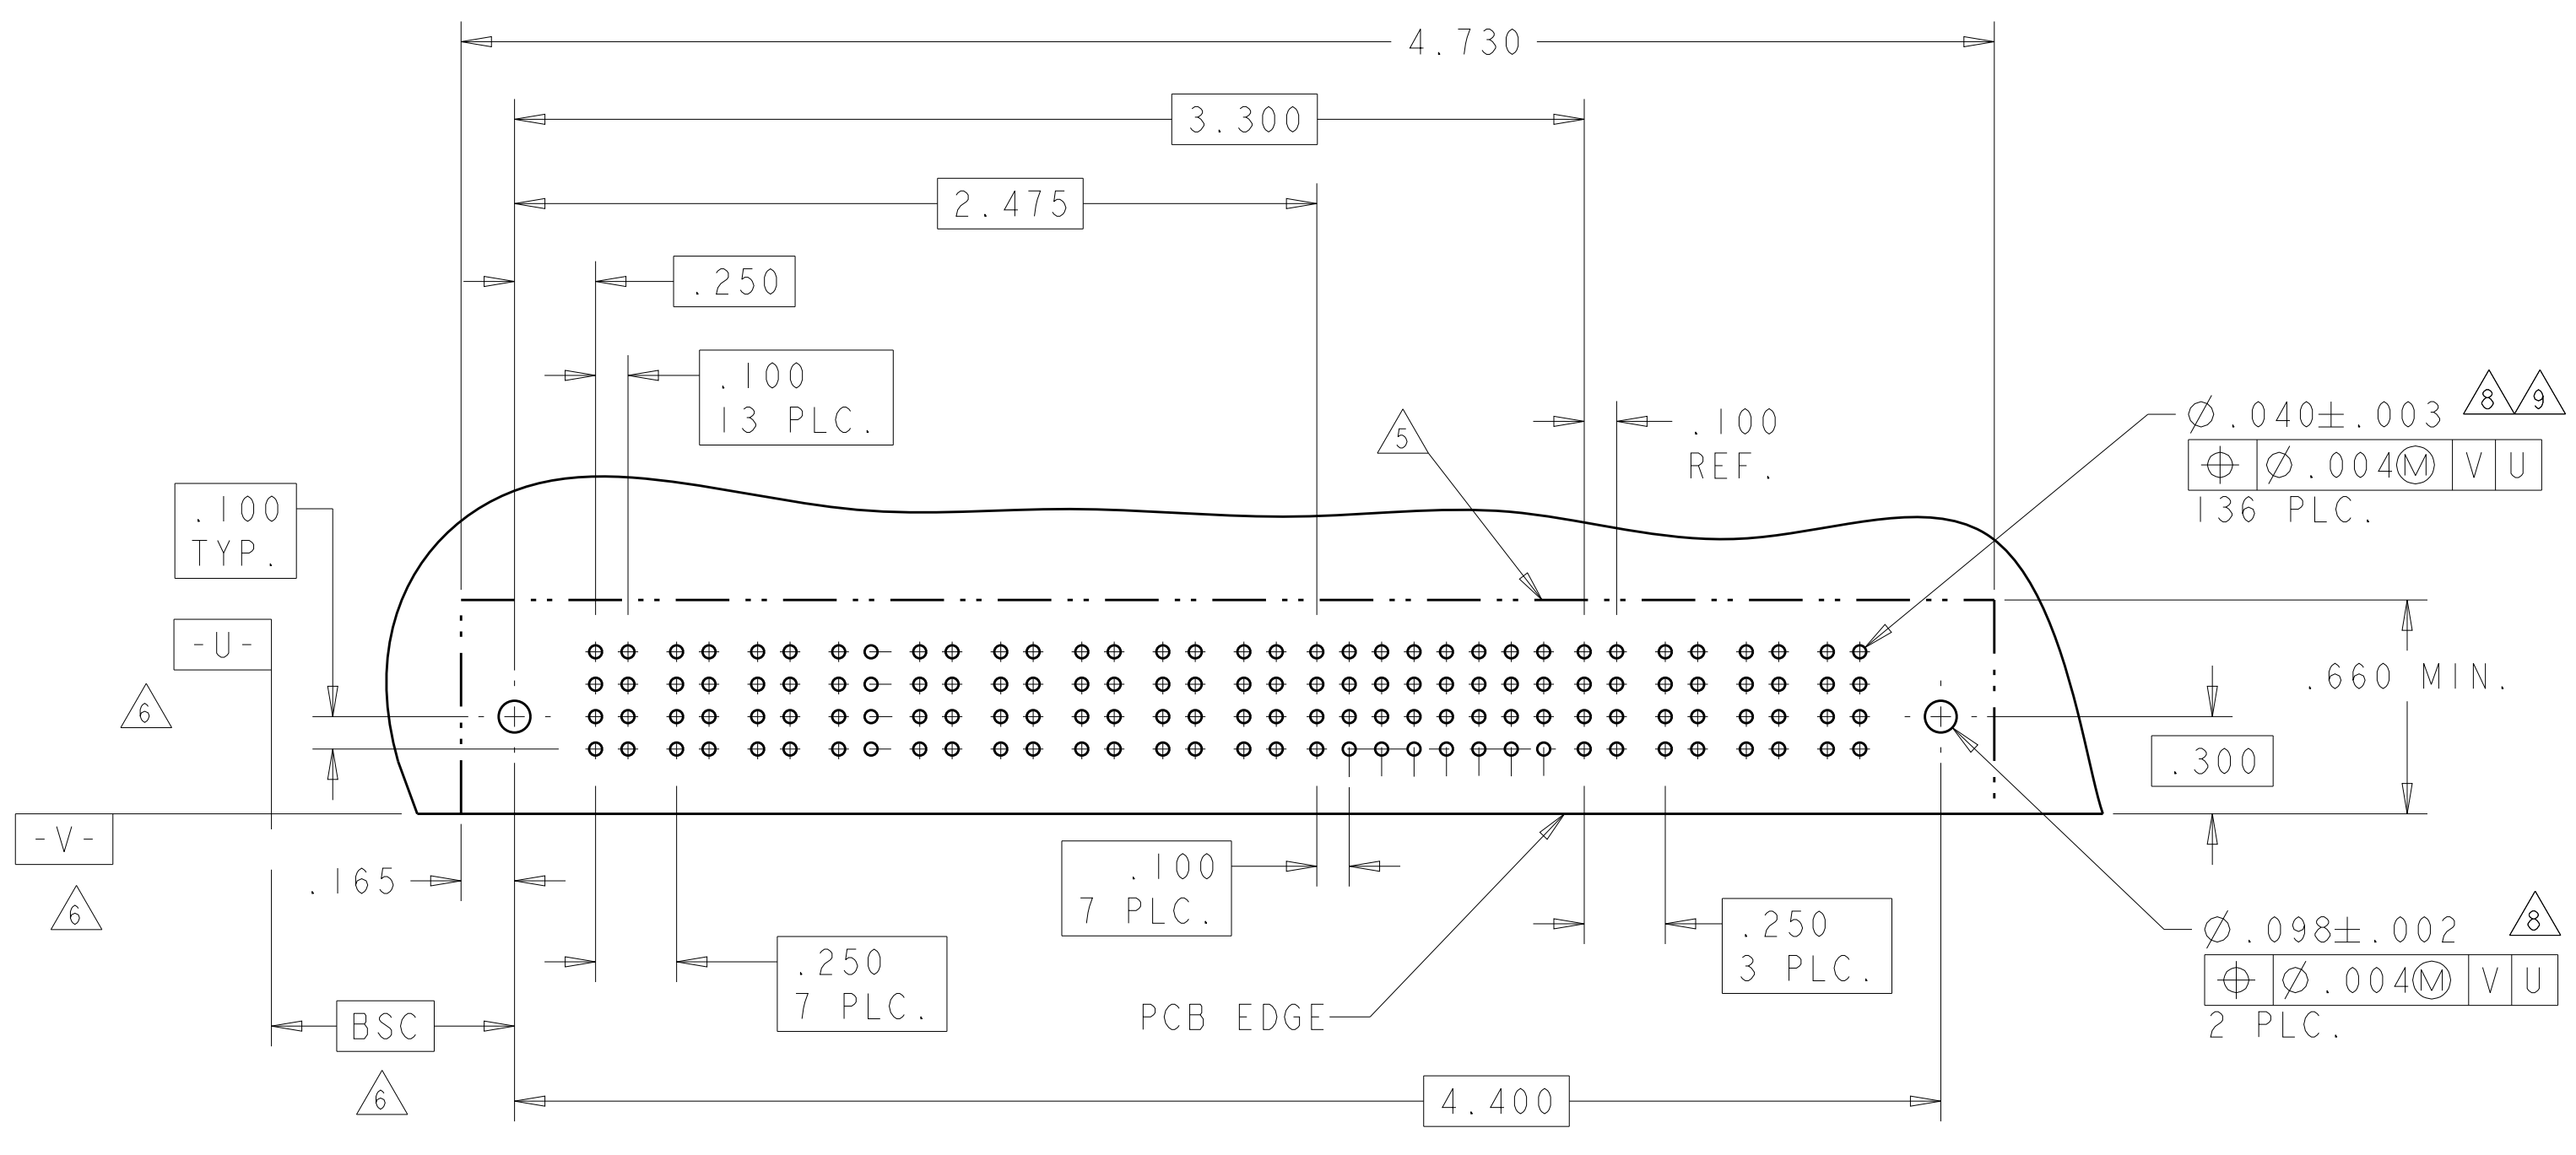 4.730
3.300
2.475
.250
.100
13 PLC.
.100
REF.
5
8 9
Ø.040±.003
⌖ Ø.004Ⓜ V U
136 PLC.
.100
TYP.
-U-
6
.660 MIN.
.300
-V-
6
.165
.100
7 PLC.
.250
7 PLC.
.250
3 PLC.
8
Ø.098±.002
⌖ Ø.004Ⓜ V U
2 PLC.
PCB EDGE
BSC
6
4.400